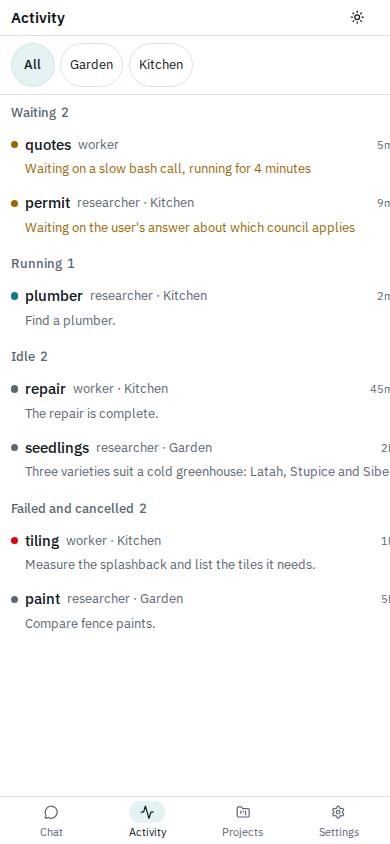 Activity
All Garden Kitchen
Waiting 2
quotes worker 5m
Waiting on a slow bash call, running for 4 minutes
permit researcher · Kitchen 9m
Waiting on the user's answer about which council applies
Running 1
plumber researcher · Kitchen 2m
Find a plumber.
Idle 2
repair worker · Kitchen 45m
The repair is complete.
seedlings researcher · Garden 2h
Three varieties suit a cold greenhouse: Latah, Stupice and Sibe
Failed and cancelled 2
tiling worker · Kitchen 1h
Measure the splashback and list the tiles it needs.
paint researcher · Garden 5h
Compare fence paints.
Chat Activity Projects Settings